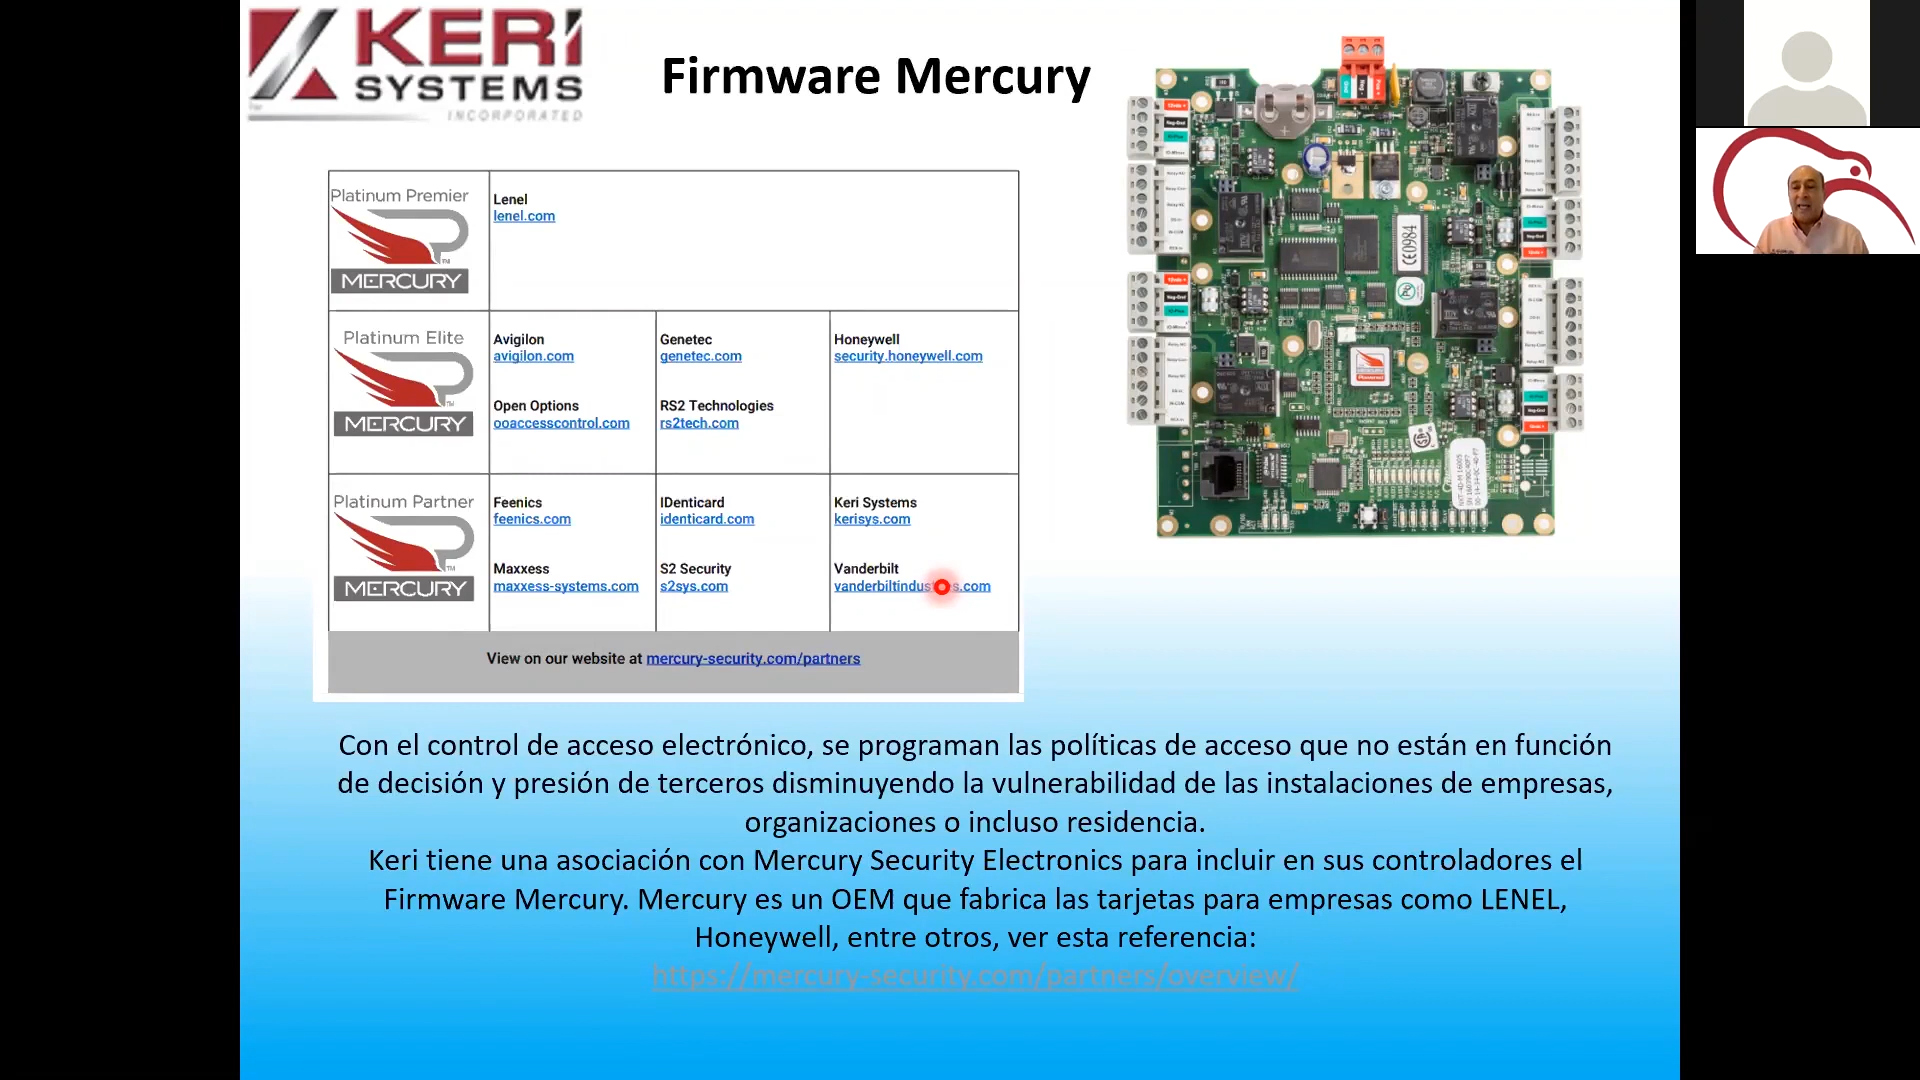 KERI
SYSTEMS
INCORPORATED
Firmware Mercury
Platinum Premier
MERCURY
Lenel
lenel.com
Platinum Elite
MERCURY
Avigilon
avigilon.com
Genetec
genetec.com
Honeywell
security.honeywell.com
Open Options
ooaccesscontrol.com
RS2 Technologies
rs2tech.com
Platinum Partner
MERCURY
Feenics
feenics.com
IDenticard
identicard.com
Keri Systems
kerisys.com
Maxxess
maxxess-systems.com
S2 Security
s2sys.com
Vanderbilt
View on our website at mercury-security.com/partners
CE0984
Con el control de acceso electrónico, se programan las políticas de acceso que no están en función
de decisión y presión de terceros disminuyendo la vulnerabilidad de las instalaciones de empresas,
organizaciones o incluso residencia.
Keri tiene una asociación con Mercury Security Electronics para incluir en sus controladores el
Firmware Mercury. Mercury es un OEM que fabrica las tarjetas para empresas como LENEL,
Honeywell, entre otros, ver esta referencia:
https://mercury-security.com/partners/overview/